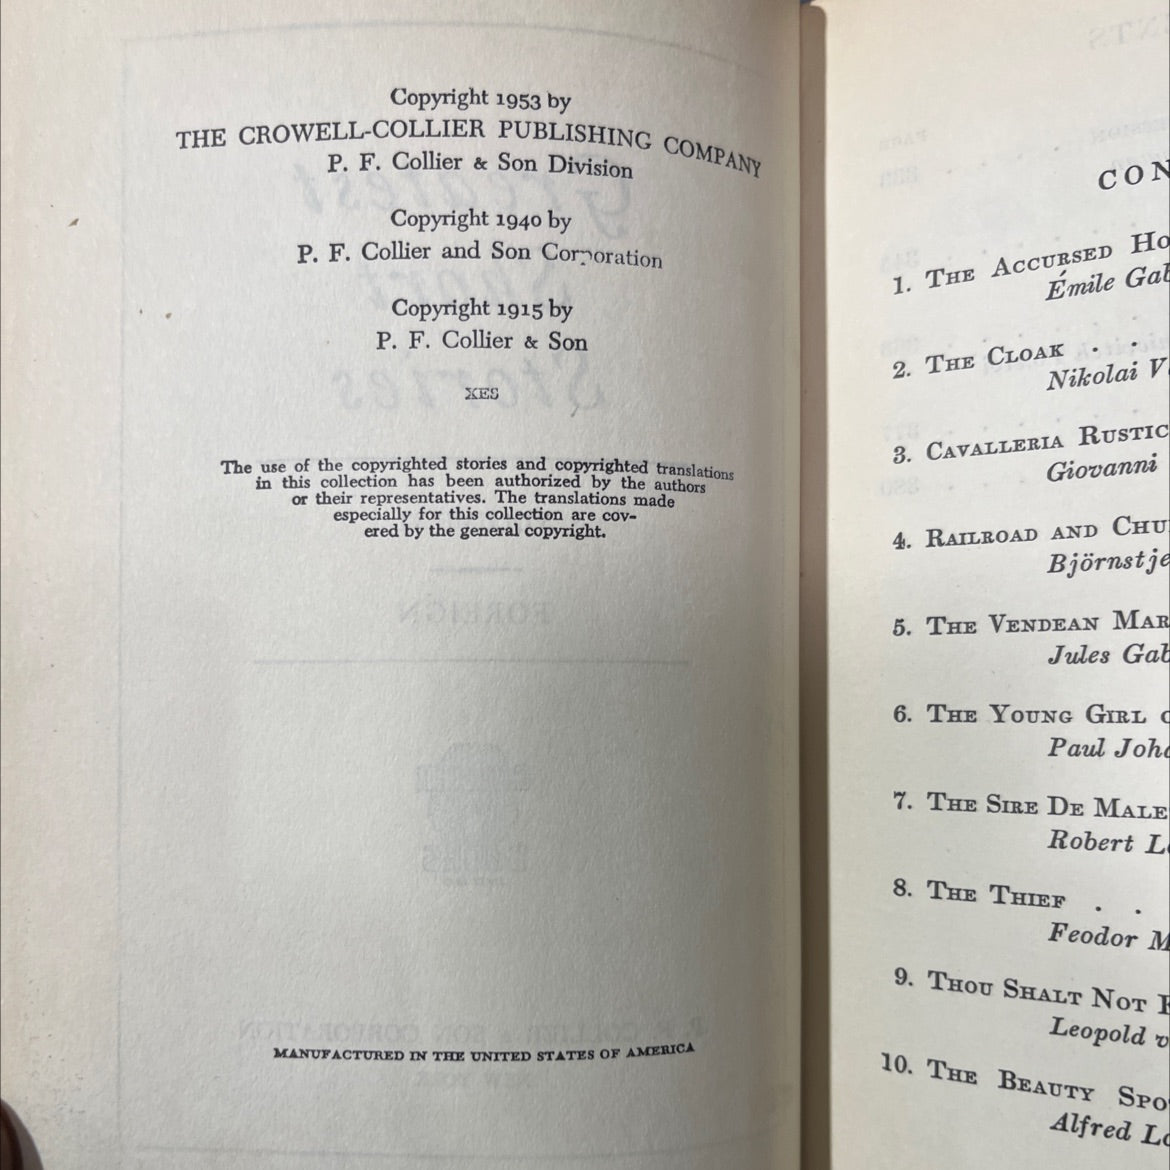 Copyright 1953 by
THE CROWELL-COLLIER PUBLISHING COMPANY
P. F. Collier & Son Division
Copyright 1940 by
P. F. Collier and Son Corporation
Copyright 1915 by
P. F. Collier & Son
XES
The use of the copyrighted stories and copyrighted translations
in this collection has been authorized by the authors
or their representatives. The translations made
especially for this collection are cov-
ered by the general copyright.
MANUFACTURED IN THE UNITED STATES OF AMERICA
CON
1. THE ACCURSED HO
Émile Gab
2. THE CLOAK . .
Nikolai V
3. CAVALLERIA RUSTIC
Giovanni
4. RAILROAD AND CHU
Björnstje
5. THE VENDEAN MAR
Jules Gab
6. THE YOUNG GIRL
Paul Joha
7. THE SIRE DE MALE
Robert L
8. THE THIEF . .
Feodor M
9. THOU SHALT NOT
Leopold v
10. THE BEAUTY SPO
Alfred Lo